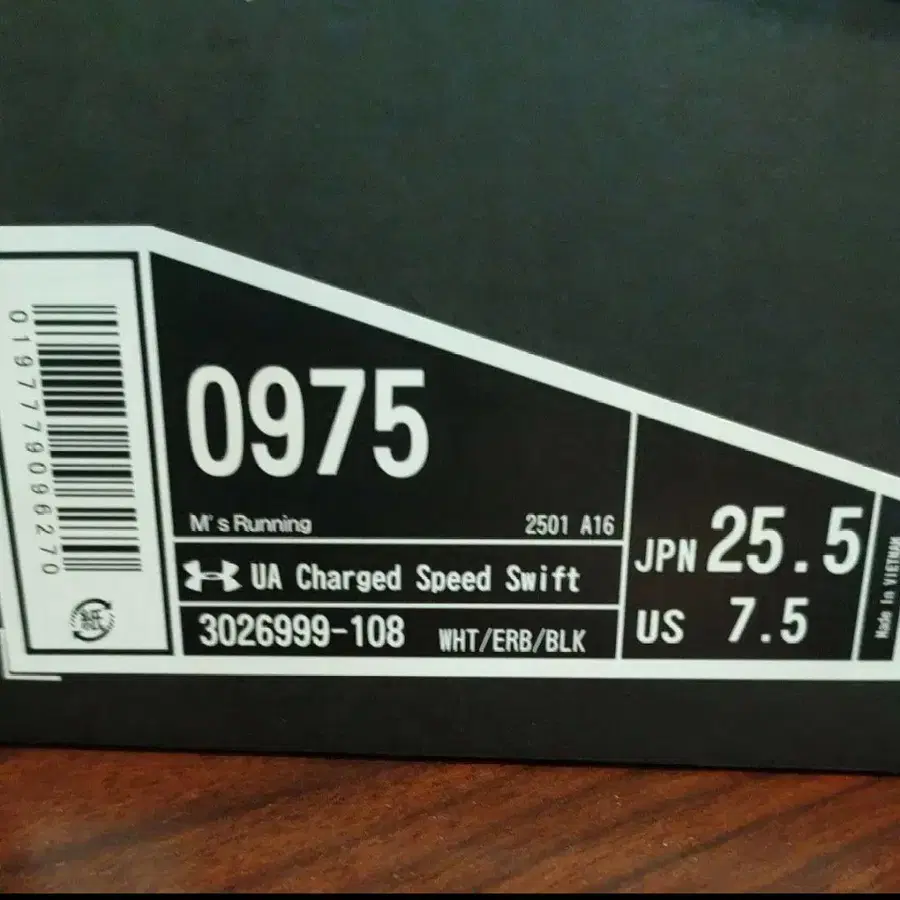 0197779096270
紙
0975
M's Running 2501 A16
UA Charged Speed Swift
3026999-108 WHT/ERB/BLK
JPN 25.5
US 7.5
Made in VIETNAM